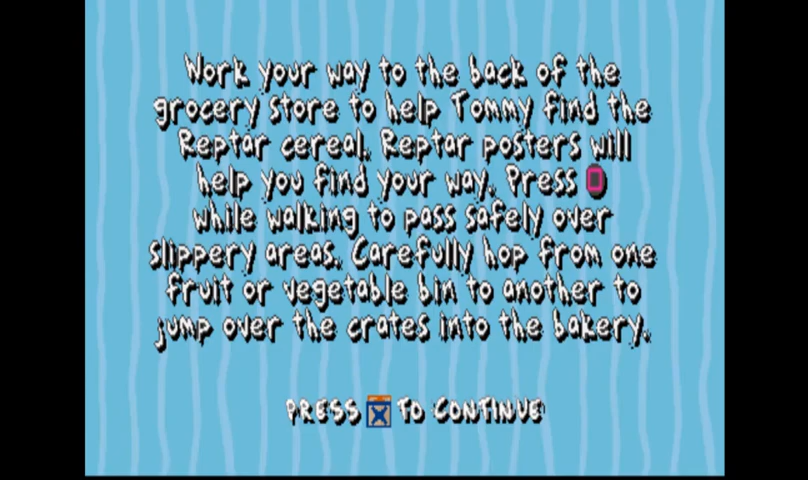 Work your way to the back of the
grocery store to help Tommy find the
Reptar cereal. Reptar posters will
help you find your way. Press
while walking to pass safely over
slippery areas. Carefully hop from one
fruit or vegetable bin to another to
jump over the crates into the bakery.
PRESS X TO CONTINUE